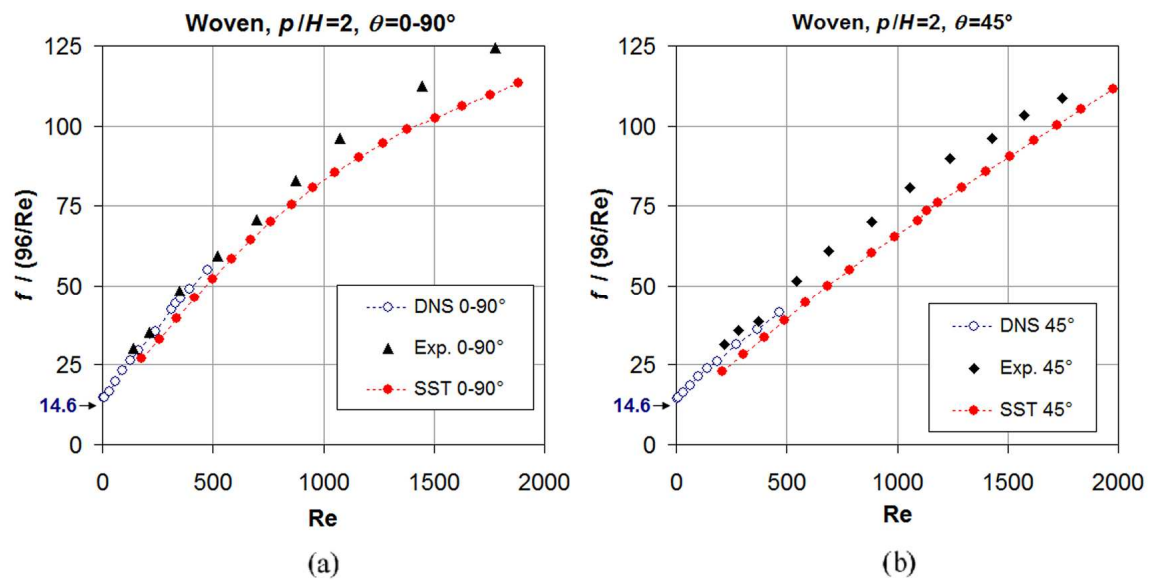 Woven, p/H=2, θ=0-90°
125
100
75
50
25
0
14.6
f / (96/Re)
DNS 0-90°
Exp. 0-90°
SST 0-90°
0 500 1000 1500 2000
Re
(a)
Woven, p/H=2, θ=45°
125
100
75
50
25
0
14.6
f / (96/Re)
DNS 45°
Exp. 45°
SST 45°
0 500 1000 1500 2000
Re
(b)